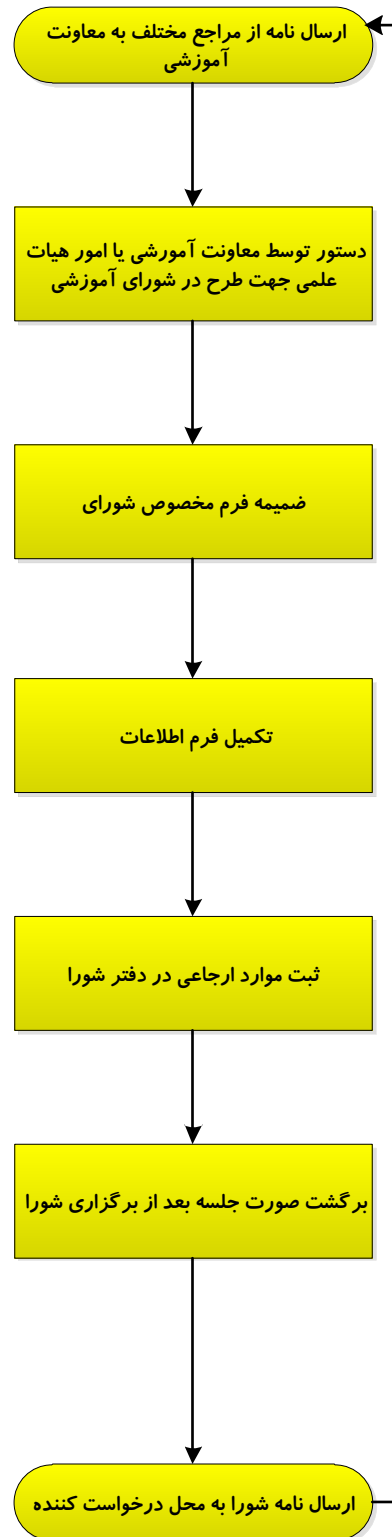 ارسال نامه از مراجع مختلف به معاونت
آموزشی
دستور توسط معاونت آمورشی یا امور هیات
علمی جهت طرح در شورای آموزشی
ضمیمه فرم مخصوص شورای
تکمیل فرم اطلاعات
ثبت موارد ارجاعی در دفتر شورا
برگشت صورت جلسه بعد از برگزاری شورا
ارسال نامه شورا به محل درخواست کننده